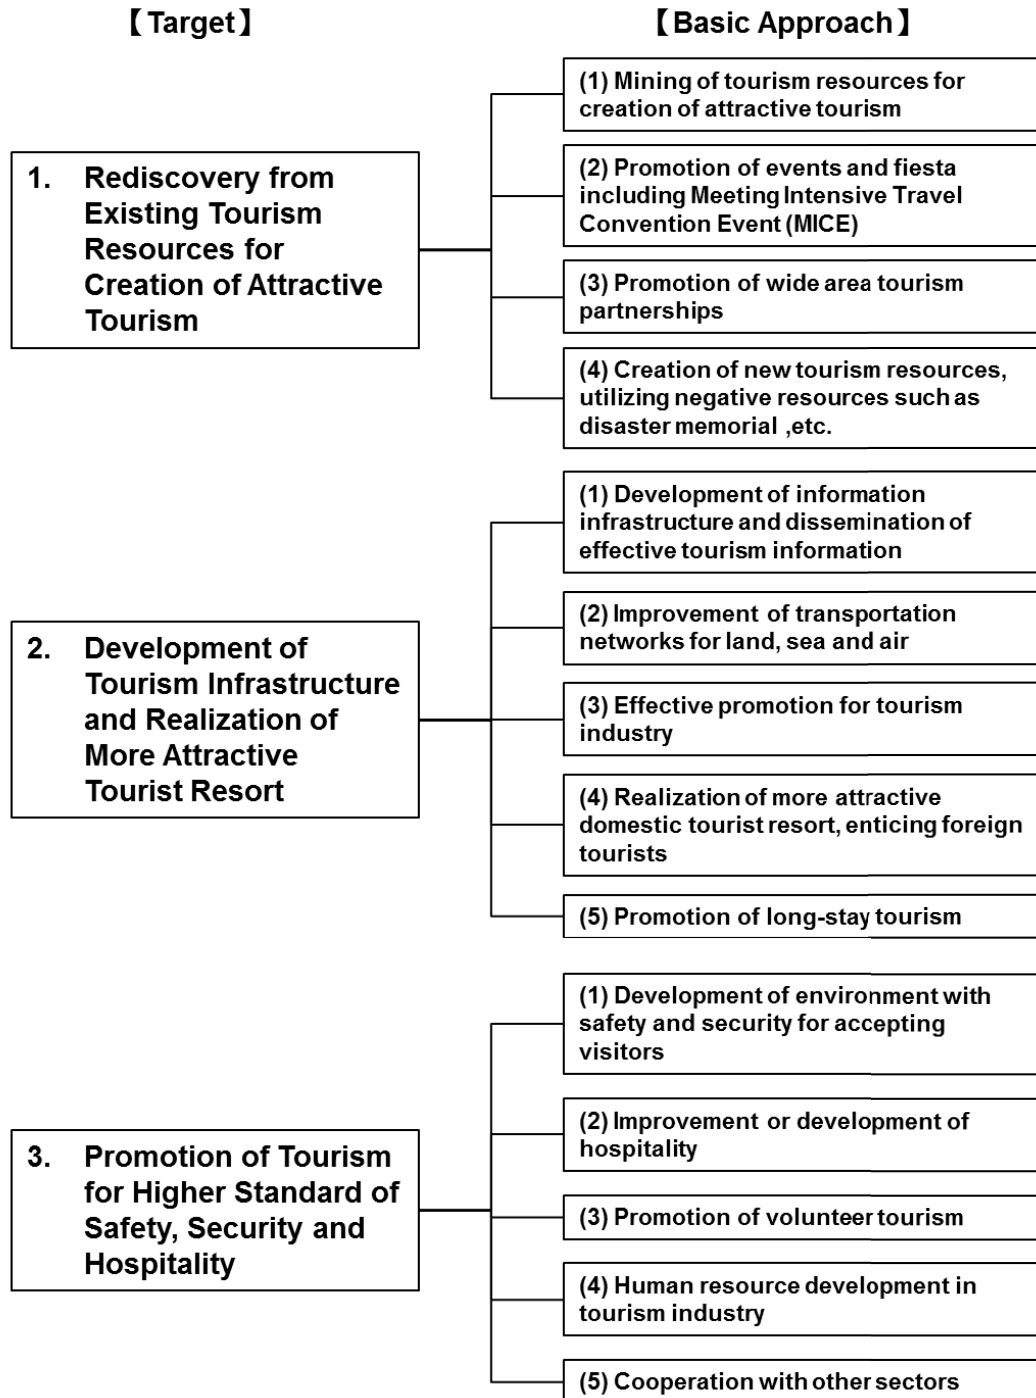 【Target】
【Basic Approach】
1. Rediscovery from
Existing Tourism
Resources for
Creation of Attractive
Tourism
(1) Mining of tourism resources for
creation of attractive tourism
(2) Promotion of events and fiesta
including Meeting Intensive Travel
Convention Event (MICE)
(3) Promotion of wide area tourism
partnerships
(4) Creation of new tourism resources,
utilizing negative resources such as
disaster memorial ,etc.
2. Development of
Tourism Infrastructure
and Realization of
More Attractive
Tourist Resort
(1) Development of information
infrastructure and dissemination of
effective tourism information
(2) Improvement of transportation
networks for land, sea and air
(3) Effective promotion for tourism
industry
(4) Realization of more attractive
domestic tourist resort, enticing foreign
tourists
(5) Promotion of long-stay tourism
3. Promotion of Tourism
for Higher Standard of
Safety, Security and
Hospitality
(1) Development of environment with
safety and security for accepting
visitors
(2) Improvement or development of
hospitality
(3) Promotion of volunteer tourism
(4) Human resource development in
tourism industry
(5) Cooperation with other sectors